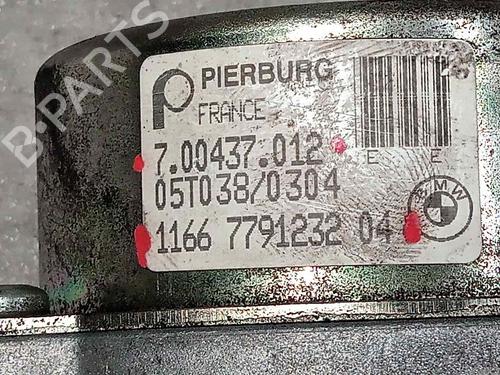 B-PARTS
PIERBURG
FRANCE
7.00437.012
E E
05T038/0304
1166 7791232 04
BMW